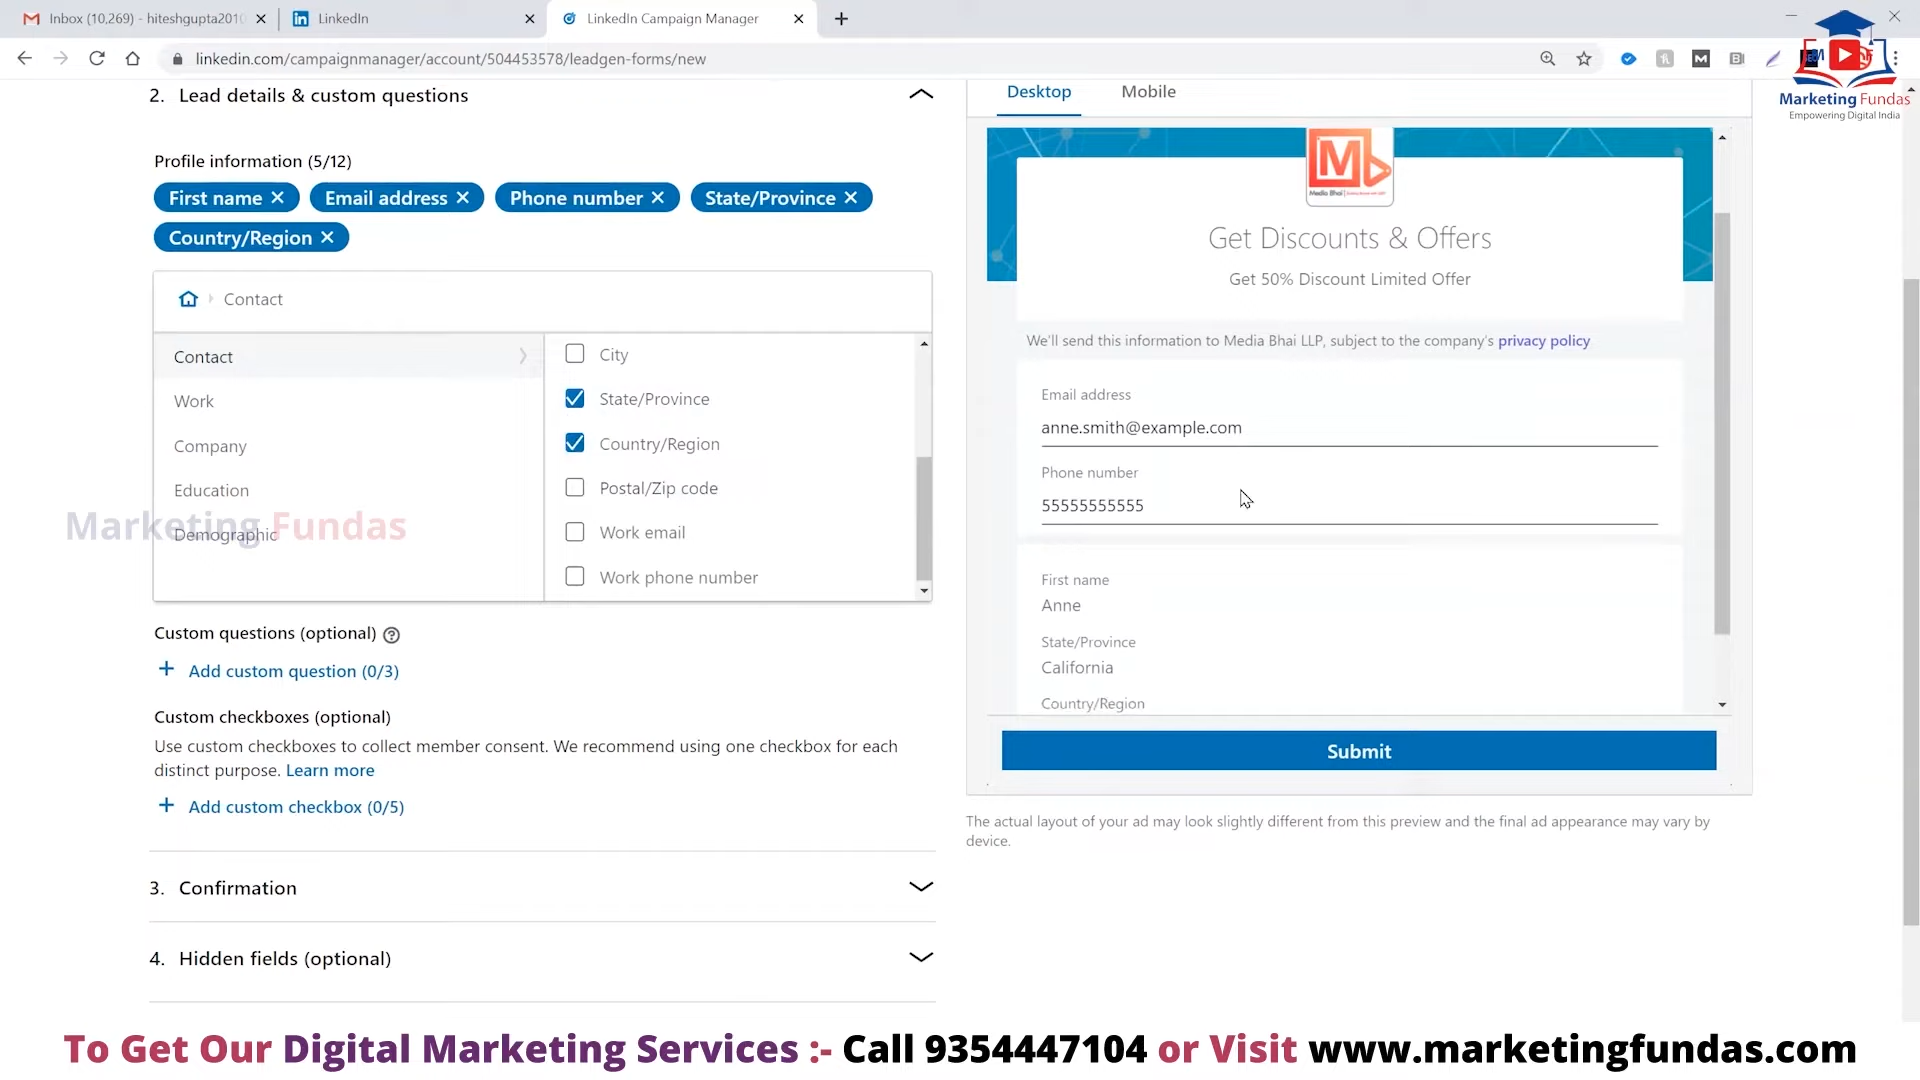 Inbox (10,269) - hiteshgupta2010
LinkedIn
LinkedIn Campaign Manager
linkedin.com/campaignmanager/account/504453578/leadgen-forms/new
Marketing Fundas
Empowering Digital India
2. Lead details & custom questions
Profile information (5/12)
First name
Email address
Phone number
State/Province
Country/Region
Contact
Contact
Work
Company
Education
Demographic
City
State/Province
Country/Region
Postal/Zip code
Work email
Work phone number
Marketing Fundas
Custom questions (optional)
+ Add custom question (0/3)
Custom checkboxes (optional)
Use custom checkboxes to collect member consent. We recommend using one checkbox for each
distinct purpose. Learn more
+ Add custom checkbox (0/5)
3. Confirmation
4. Hidden fields (optional)
Desktop
Mobile
Media Bhai
Get Discounts & Offers
Get 50% Discount Limited Offer
We'll send this information to Media Bhai LLP, subject to the company's privacy policy
Email address
anne.smith@example.com
Phone number
55555555555
First name
Anne
State/Province
California
Country/Region
Submit
The actual layout of your ad may look slightly different from this preview and the final ad appearance may vary by
device.
To Get Our Digital Marketing Services :- Call 9354447104 or Visit www.marketingfundas.com